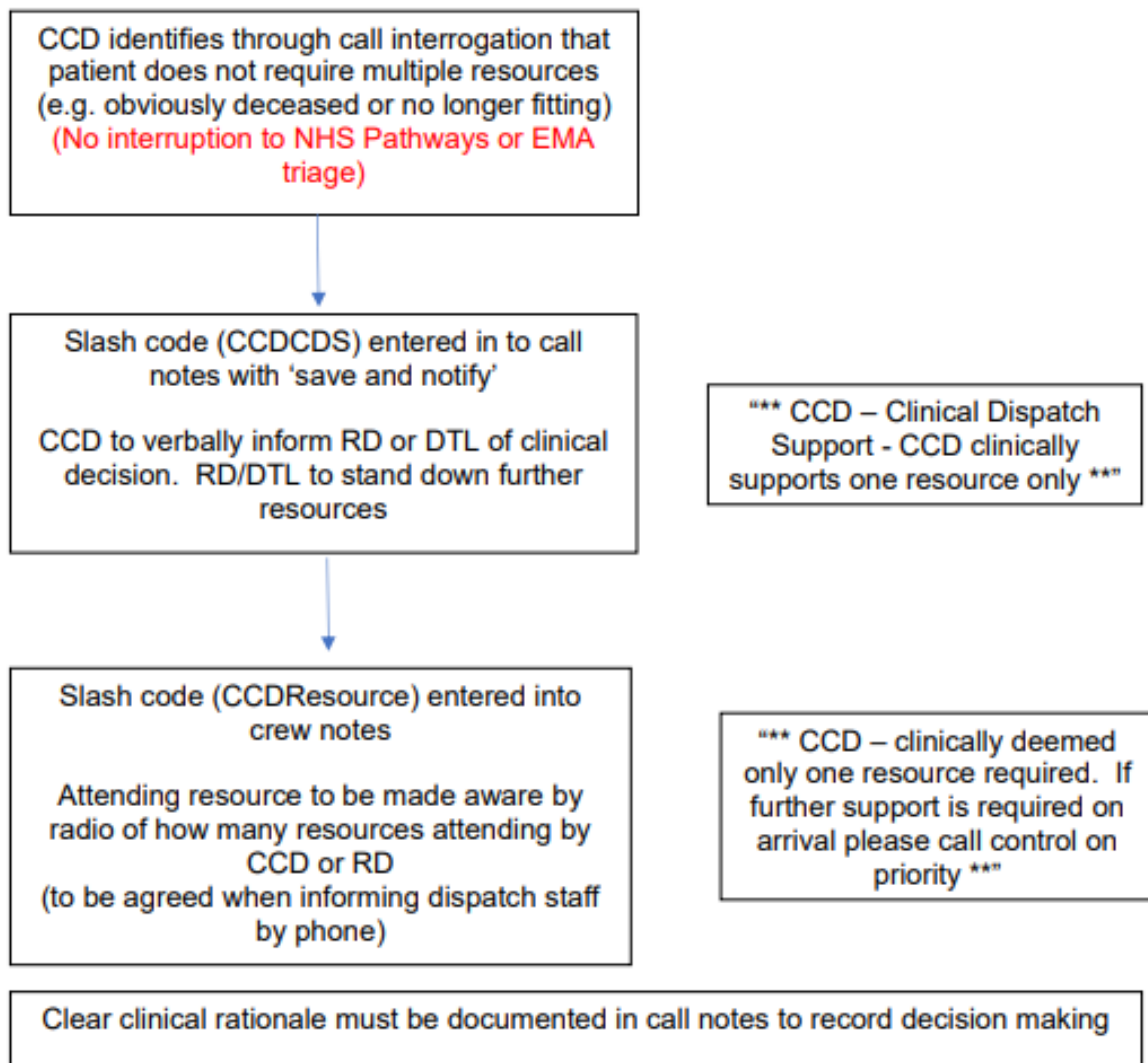 CCD identifies through call interrogation that
patient does not require multiple resources
(e.g. obviously deceased or no longer fitting)
(No interruption to NHS Pathways or EMA
triage)
Slash code (CCDCDS) entered in to call
notes with ‘save and notify’
CCD to verbally inform RD or DTL of clinical
decision.  RD/DTL to stand down further
resources
“** CCD – Clinical Dispatch
Support - CCD clinically
supports one resource only **”
Slash code (CCDResource) entered into
crew notes
Attending resource to be made aware by
radio of how many resources attending by
CCD or RD
(to be agreed when informing dispatch staff
by phone)
“** CCD – clinically deemed
only one resource required.  If
further support is required on
arrival please call control on
priority **”
Clear clinical rationale must be documented in call notes to record decision making